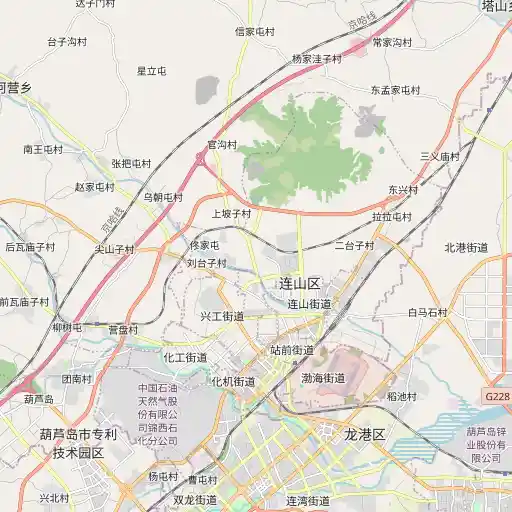 送子门村
塔山乡
台子沟村
信家屯村
京哈线
常家沟村
杨家洼子村
星立屯
河营乡
东孟家屯村
南王屯村
官沟村
张把屯村
三义庙村
赵家屯村
乌朝屯村
东兴村
京哈线
上坡子村
拉拉屯村
后瓦庙子村
尖山子村
佟家屯
二台子村
北港街道
刘台子村
连山区
前瓦庙子村
兴工街道
连山街道
白马石村
柳树屯
营盘村
化工街道
站前街道
团南村
中国石油
天然气股
份有限公
司锦西石
化分公司
化机街道
渤海街道
稻池村
G228
葫芦岛
葫芦岛市专利
技术园区
龙港区
葫芦岛锌
业股份有
限公司
杨屯村
曹屯村
兴北村
双龙街道
连湾街道